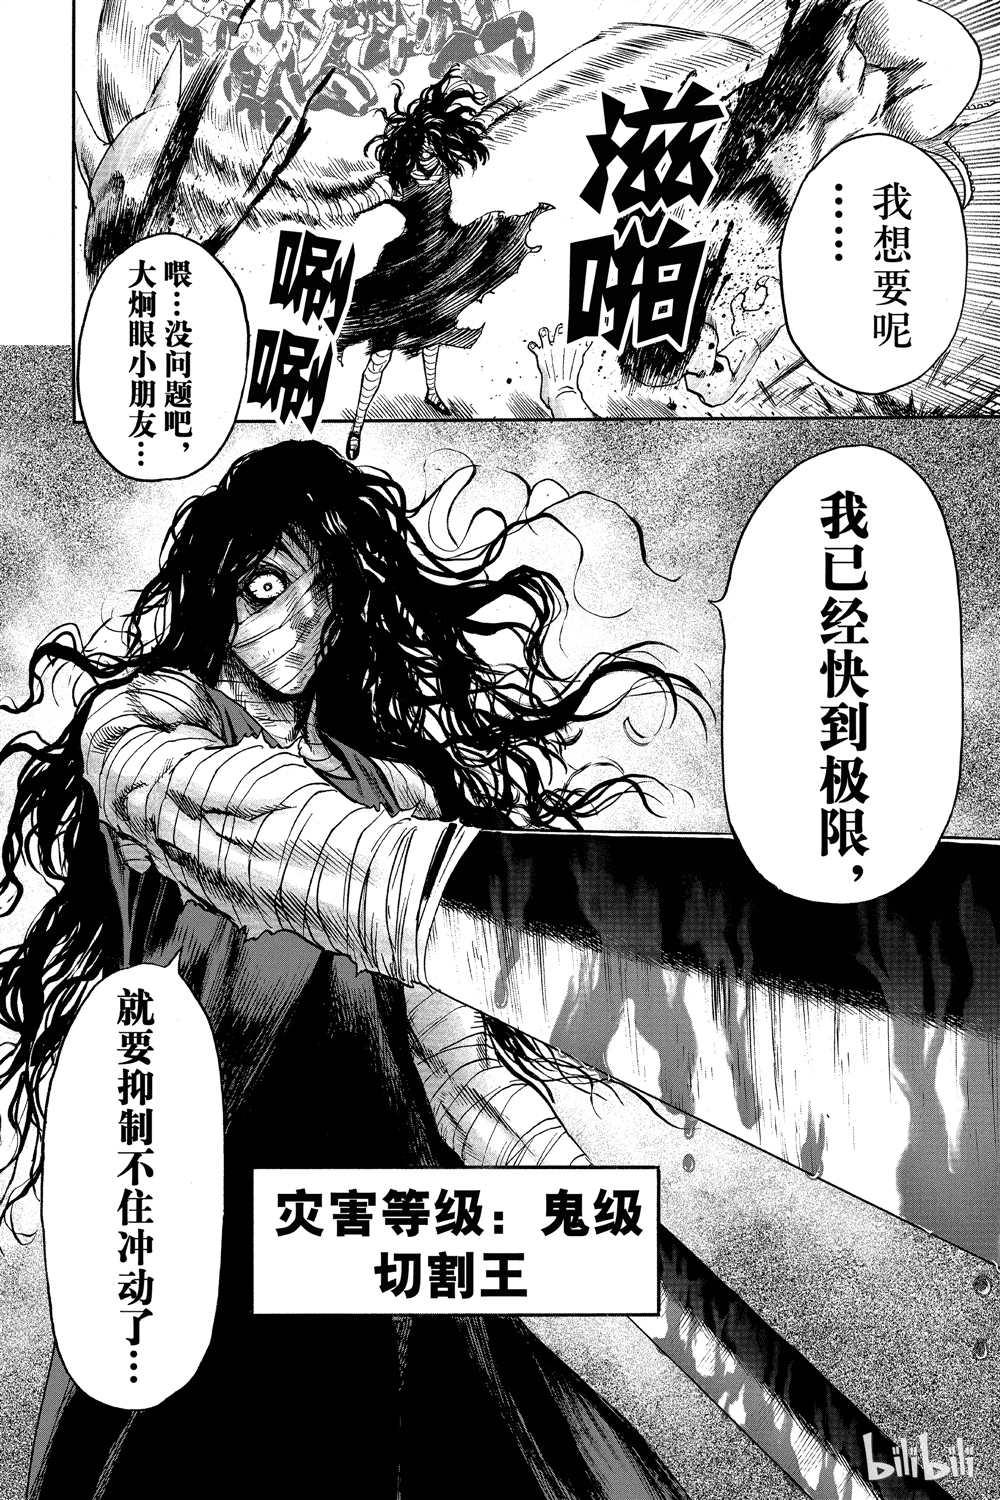 我想要呢
……
滋
啪
唰
唰
喂…没问题吧，
大炯眼小朋友…
我已经快到极限，
就要抑制不住冲动了…
灾害等级：鬼级
切割王
bilibili